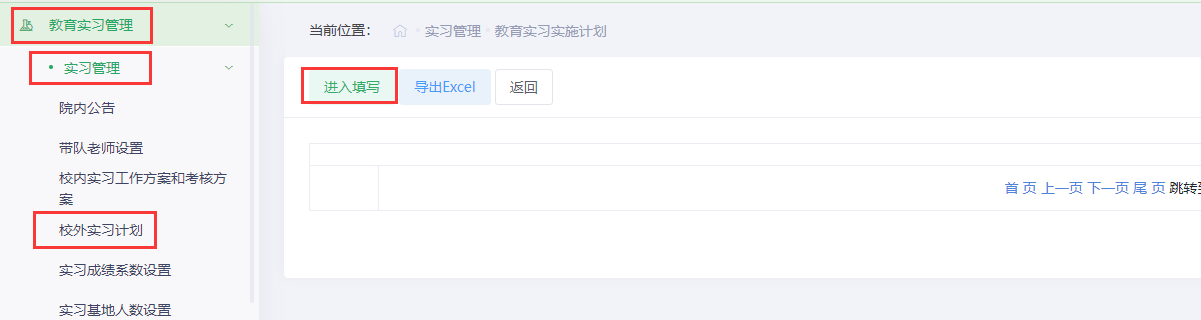 教育实习管理
实习管理
院内公告
带队老师设置
校内实习工作方案和考核方
案
校外实习计划
实习成绩系数设置
实习基地人数设置
当前位置: 实习管理 教育实习实施计划
进入填写 导出Excel 返回
首 页 上一页 下一页 尾 页 跳转